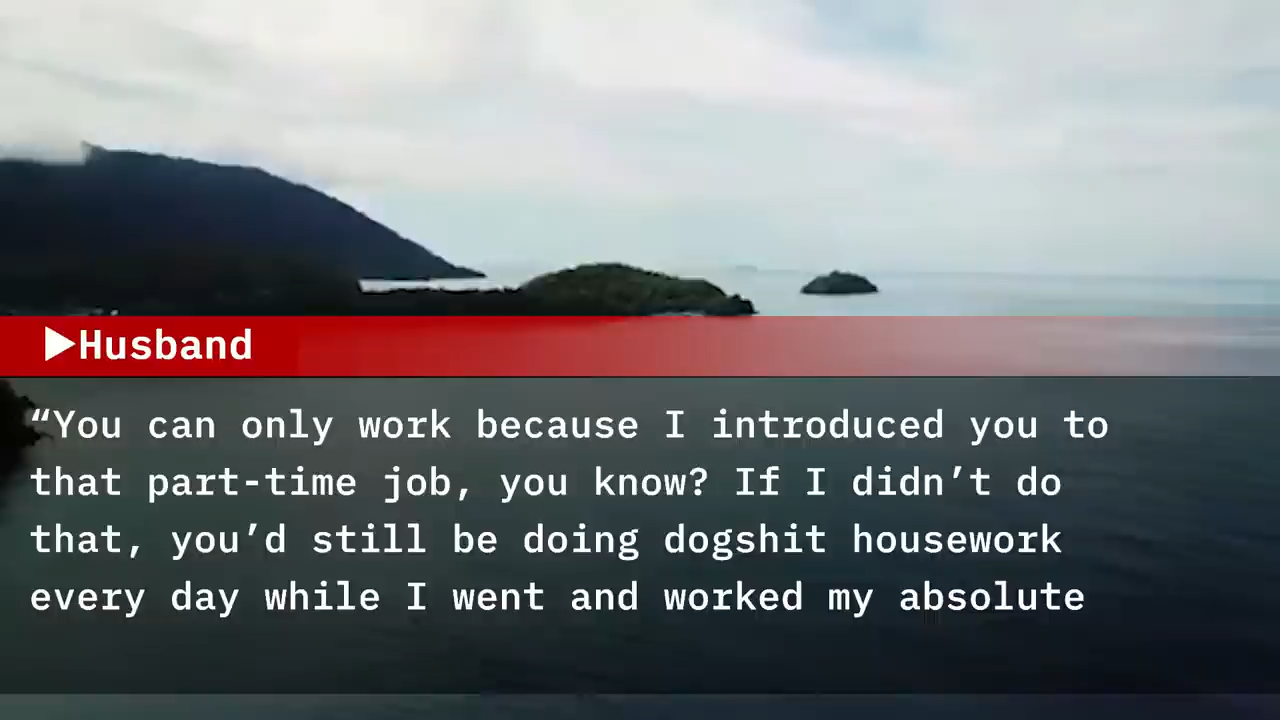 ▶Husband
“You can only work because I introduced you to
that part-time job, you know? If I didn’t do
that, you’d still be doing dogshit housework
every day while I went and worked my absolute